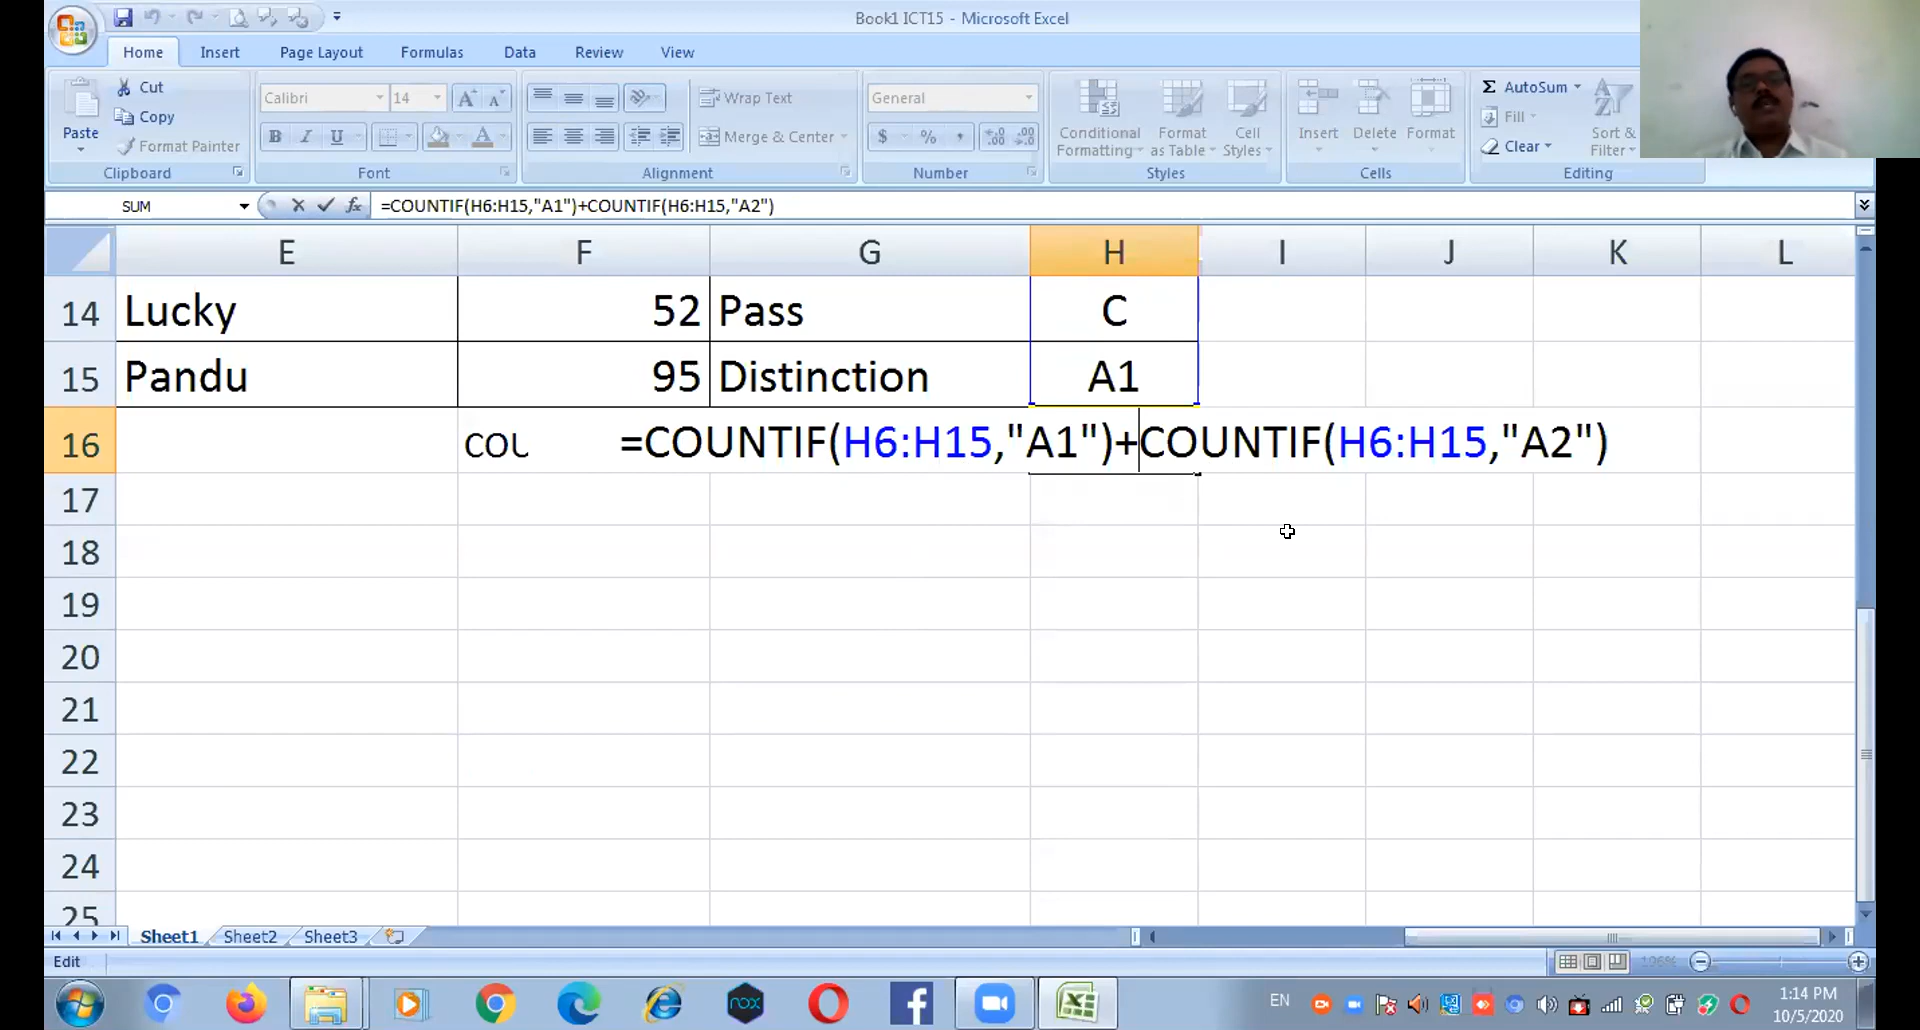 Book1 ICT15 - Microsoft Excel
Home Insert Page Layout Formulas Data Review View
Paste
Cut
Copy
Format Painter
Clipboard
Calibri 14
B I U
Font
Wrap Text
Merge & Center
Alignment
General
$ % ,
Number
Conditional Formatting
Format as Table
Cell Styles
Styles
Insert Delete Format
Cells
Σ AutoSum
Fill
Clear
Sort & Filter
Editing
SUM fx =COUNTIF(H6:H15,"A1")+COUNTIF(H6:H15,"A2")
E F G H I J K L
14 Lucky 52 Pass C
15 Pandu 95 Distinction A1
16 COU =COUNTIF(H6:H15,"A1")+COUNTIF(H6:H15,"A2")
17
18
19
20
21
22
23
24
25
Sheet1 Sheet2 Sheet3
Edit 196%
nox EN 1:14 PM
10/5/2020